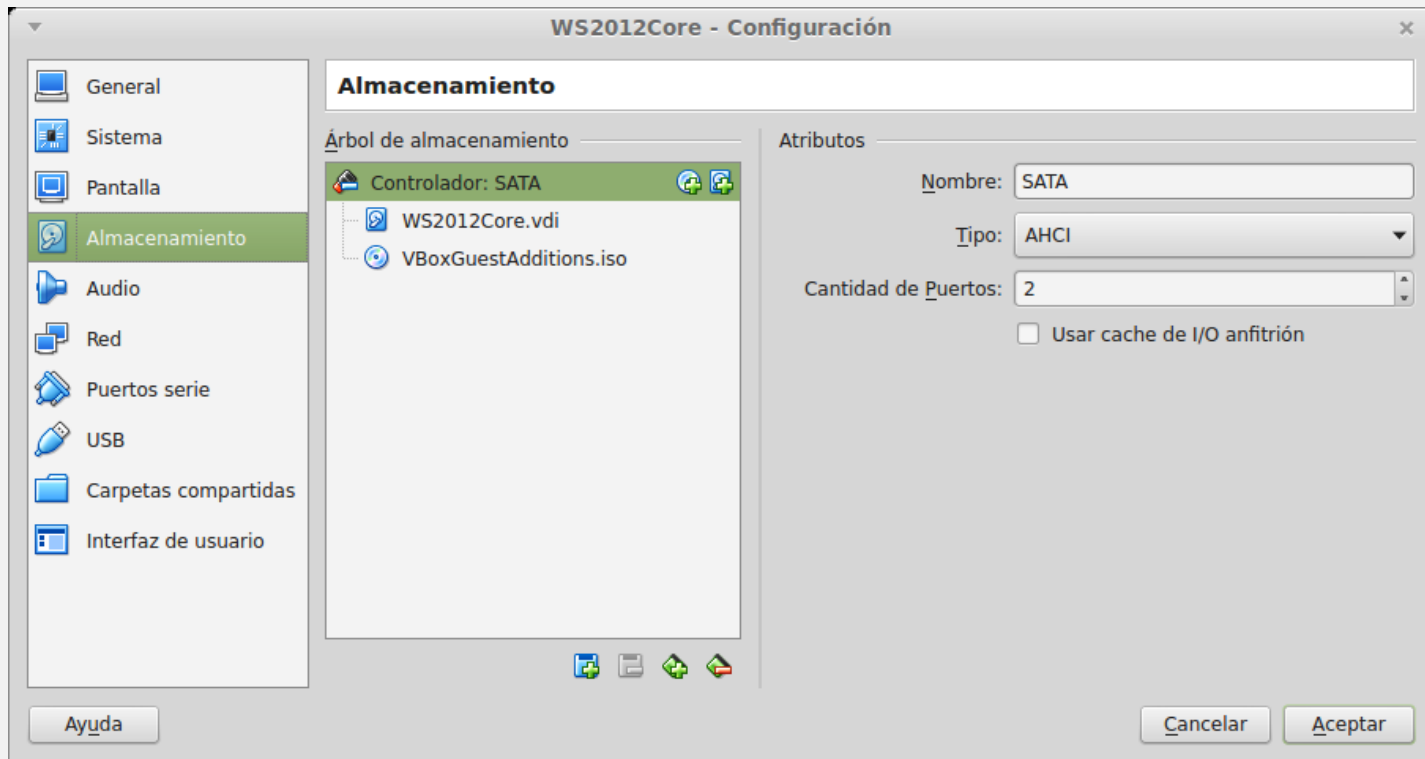 WS2012Core - Configuración
General
Sistema
Pantalla
Almacenamiento
Audio
Red
Puertos serie
USB
Carpetas compartidas
Interfaz de usuario
Almacenamiento
Árbol de almacenamiento
Controlador: SATA
WS2012Core.vdi
VBoxGuestAdditions.iso
Atributos
Nombre: SATA
Tipo: AHCI
Cantidad de Puertos: 2
Usar cache de I/O anfitrión
Ayuda
Cancelar
Aceptar